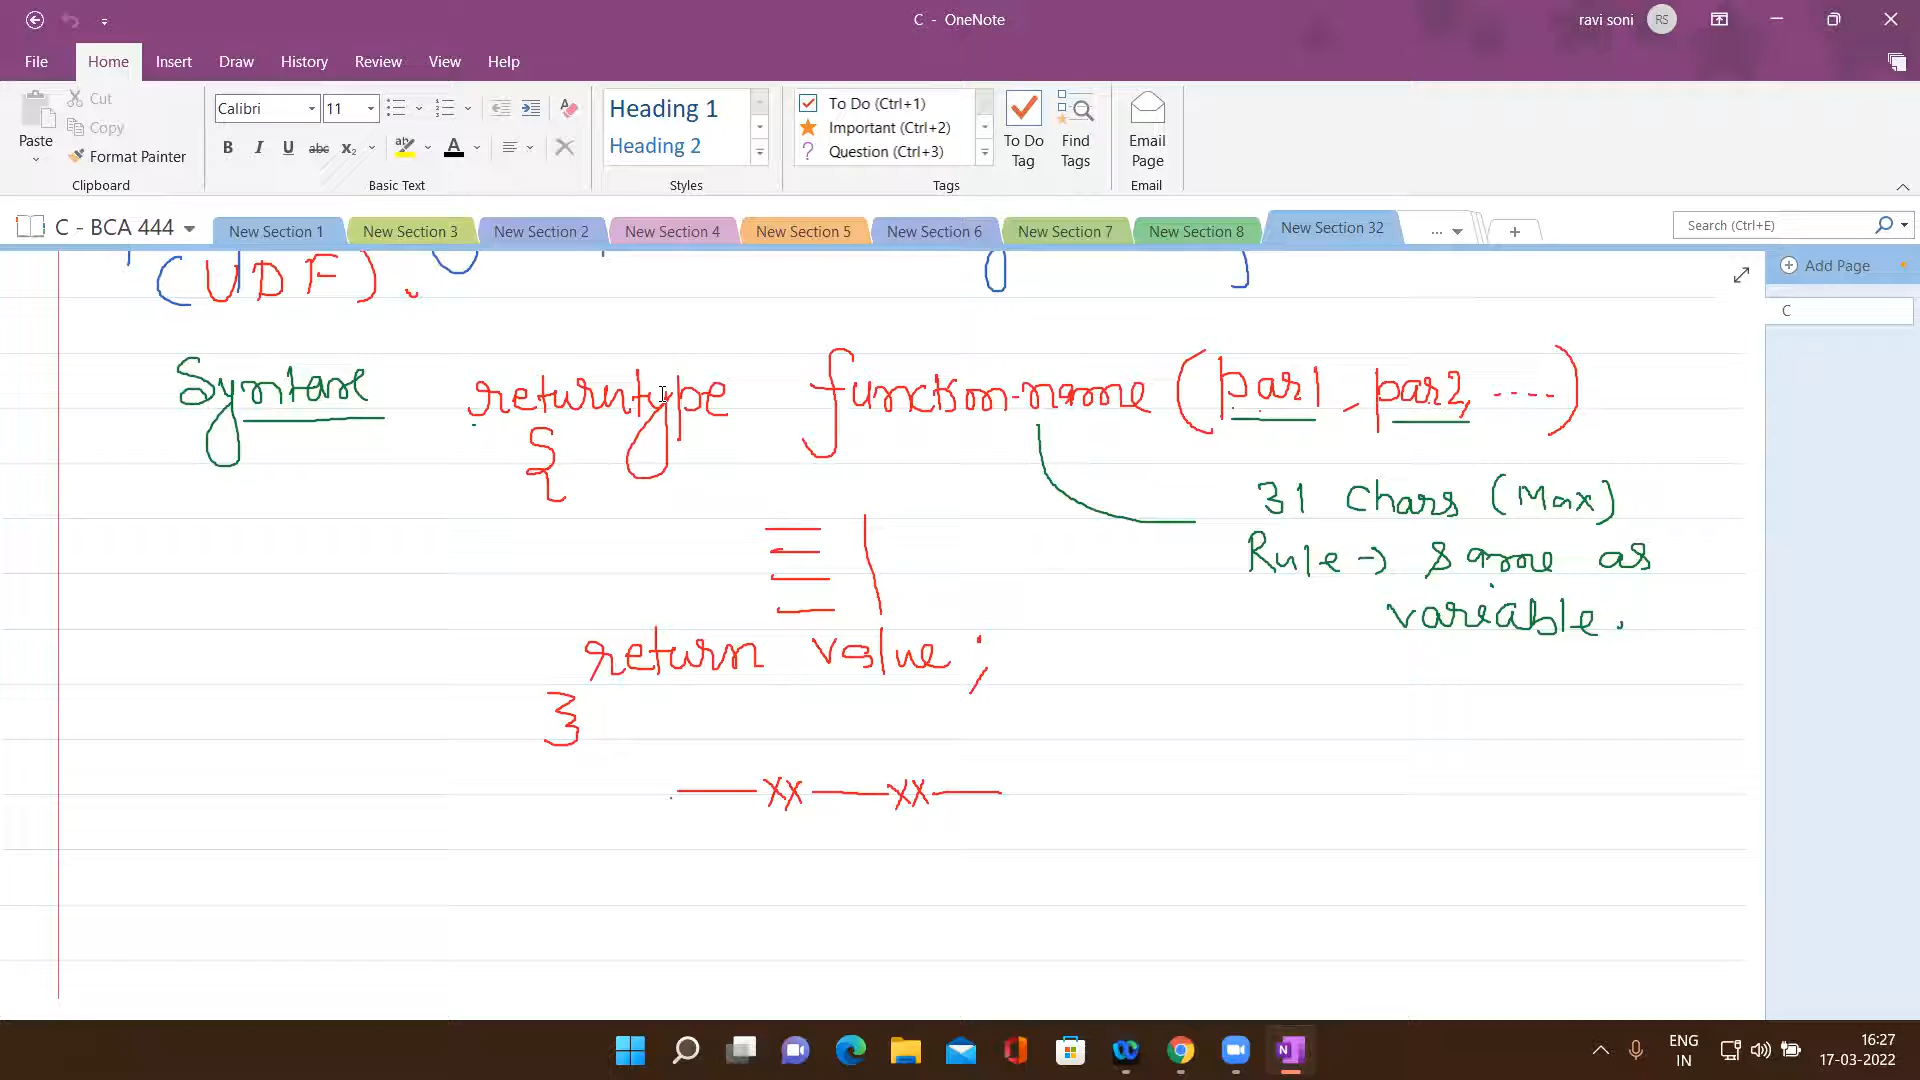 C - OneNote
ravi soni RS
File Home Insert Draw History Review View Help
Paste
Cut
Copy
Format Painter
Clipboard
Calibri 11
B I U abc x₂ ab A
Basic Text
Heading 1
Heading 2
Styles
To Do (Ctrl+1)
Important (Ctrl+2)
? Question (Ctrl+3)
To Do Tag
Find Tags
Tags
Email Page
Email
C - BCA 444
New Section 1 New Section 3 New Section 2 New Section 4 New Section 5 New Section 6 New Section 7 New Section 8 New Section 32 ... +
Search (Ctrl+E)
Add Page
C
(UDF).
Syntax returntype function-name (par1, par2, ....)
{
31 Chars (Max)
Rule → same as
variable.
return value;
}
—xx—xx—
ENG
IN
16:27
17-03-2022